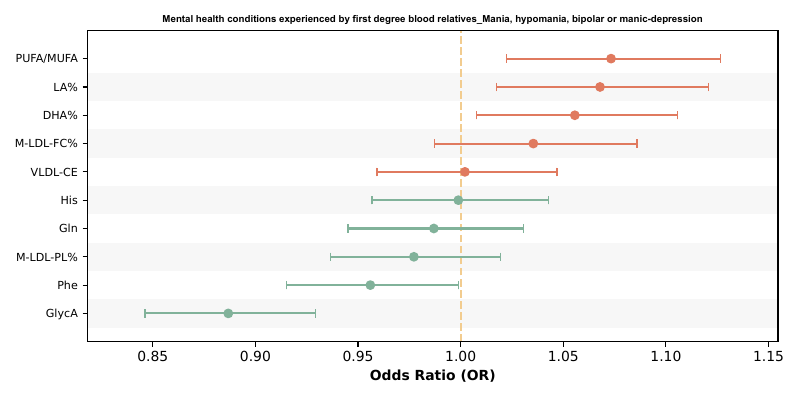 Mental health conditions experienced by first degree blood relatives_Mania, hypomania, bipolar or manic-depression
PUFA/MUFA
LA%
DHA%
M-LDL-FC%
VLDL-CE
His
Gln
M-LDL-PL%
Phe
GlycA
0.85 0.90 0.95 1.00 1.05 1.10 1.15
Odds Ratio (OR)